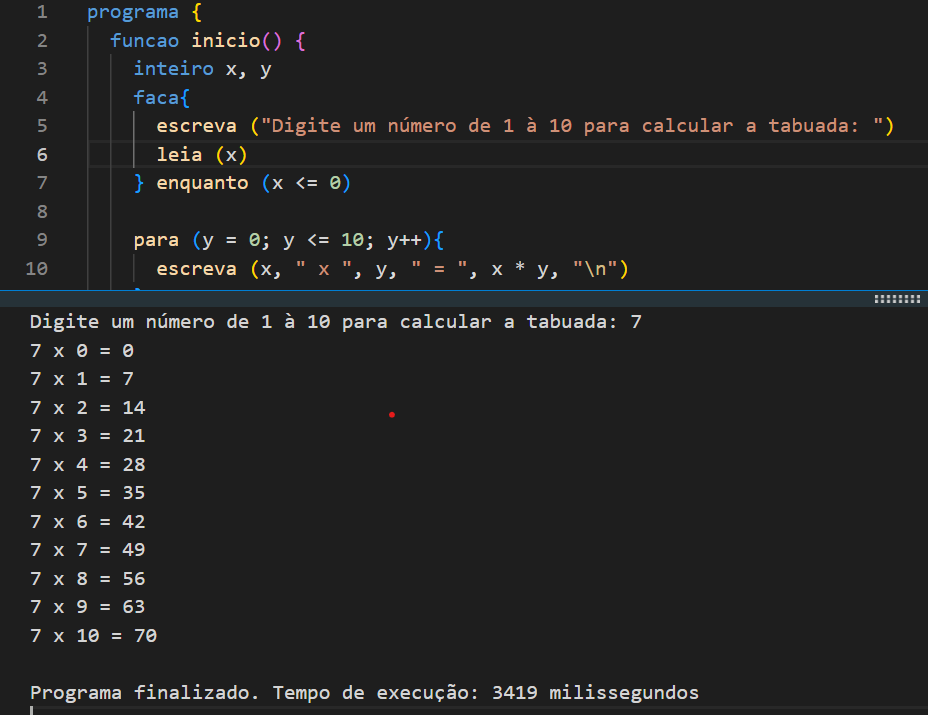 1 programa {
2 funcao inicio() {
3 inteiro x, y
4 faca{
5 escreva ("Digite um número de 1 à 10 para calcular a tabuada: ")
6 leia (x)
7 } enquanto (x <= 0)
8
9 para (y = 0; y <= 10; y++){
10 escreva (x, " x ", y, " = ", x * y, "\n")
Digite um número de 1 à 10 para calcular a tabuada: 7
7 x 0 = 0
7 x 1 = 7
7 x 2 = 14
7 x 3 = 21
7 x 4 = 28
7 x 5 = 35
7 x 6 = 42
7 x 7 = 49
7 x 8 = 56
7 x 9 = 63
7 x 10 = 70
Programa finalizado. Tempo de execução: 3419 milissegundos